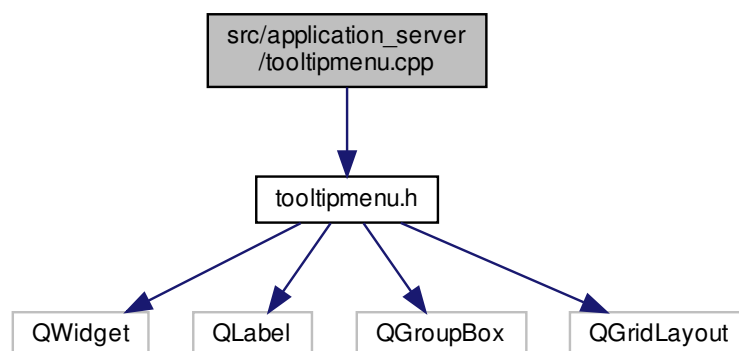 src/application_server
/tooltipmenu.cpp
tooltipmenu.h
QWidget
QLabel
QGroupBox
QGridLayout